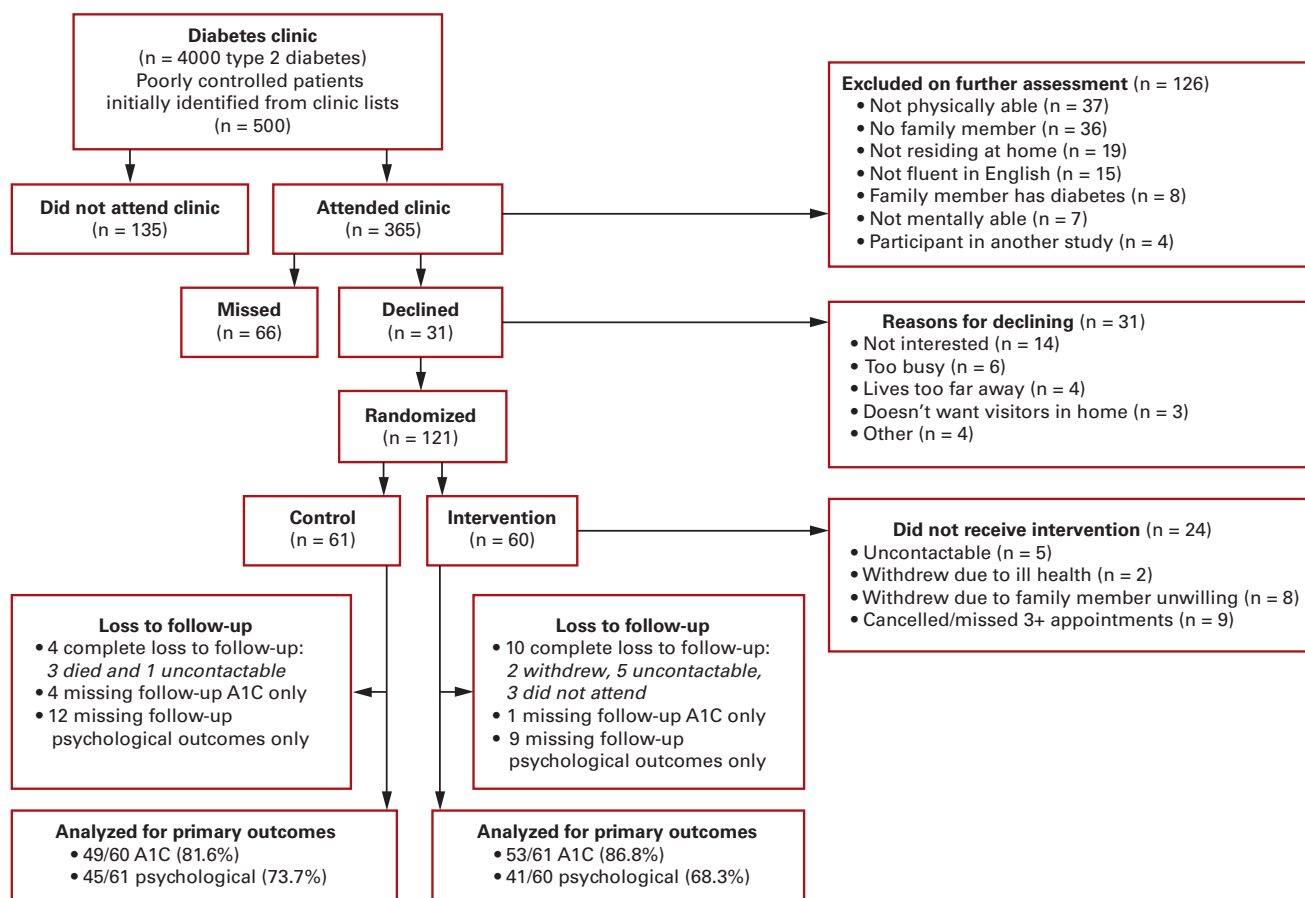 Diabetes clinic
(n = 4000 type 2 diabetes)
Poorly controlled patients
initially identified from clinic lists
(n = 500)
Excluded on further assessment (n = 126)
• Not physically able (n = 37)
• No family member (n = 36)
• Not residing at home (n = 19)
• Not fluent in English (n = 15)
• Family member has diabetes (n = 8)
• Not mentally able (n = 7)
• Participant in another study (n = 4)
Did not attend clinic
(n = 135)
Attended clinic
(n = 365)
Missed
(n = 66)
Declined
(n = 31)
Reasons for declining (n = 31)
• Not interested (n = 14)
• Too busy (n = 6)
• Lives too far away (n = 4)
• Doesn't want visitors in home (n = 3)
• Other (n = 4)
Randomized
(n = 121)
Control
(n = 61)
Intervention
(n = 60)
Did not receive intervention (n = 24)
• Uncontactable (n = 5)
• Withdrew due to ill health (n = 2)
• Withdrew due to family member unwilling (n = 8)
• Cancelled/missed 3+ appointments (n = 9)
Loss to follow-up
• 4 complete loss to follow-up:
3 died and 1 uncontactable
• 4 missing follow-up A1C only
• 12 missing follow-up
psychological outcomes only
Loss to follow-up
• 10 complete loss to follow-up:
2 withdrew, 5 uncontactable,
3 did not attend
• 1 missing follow-up A1C only
• 9 missing follow-up
psychological outcomes only
Analyzed for primary outcomes
• 49/60 A1C (81.6%)
• 45/61 psychological (73.7%)
Analyzed for primary outcomes
• 53/61 A1C (86.8%)
• 41/60 psychological (68.3%)